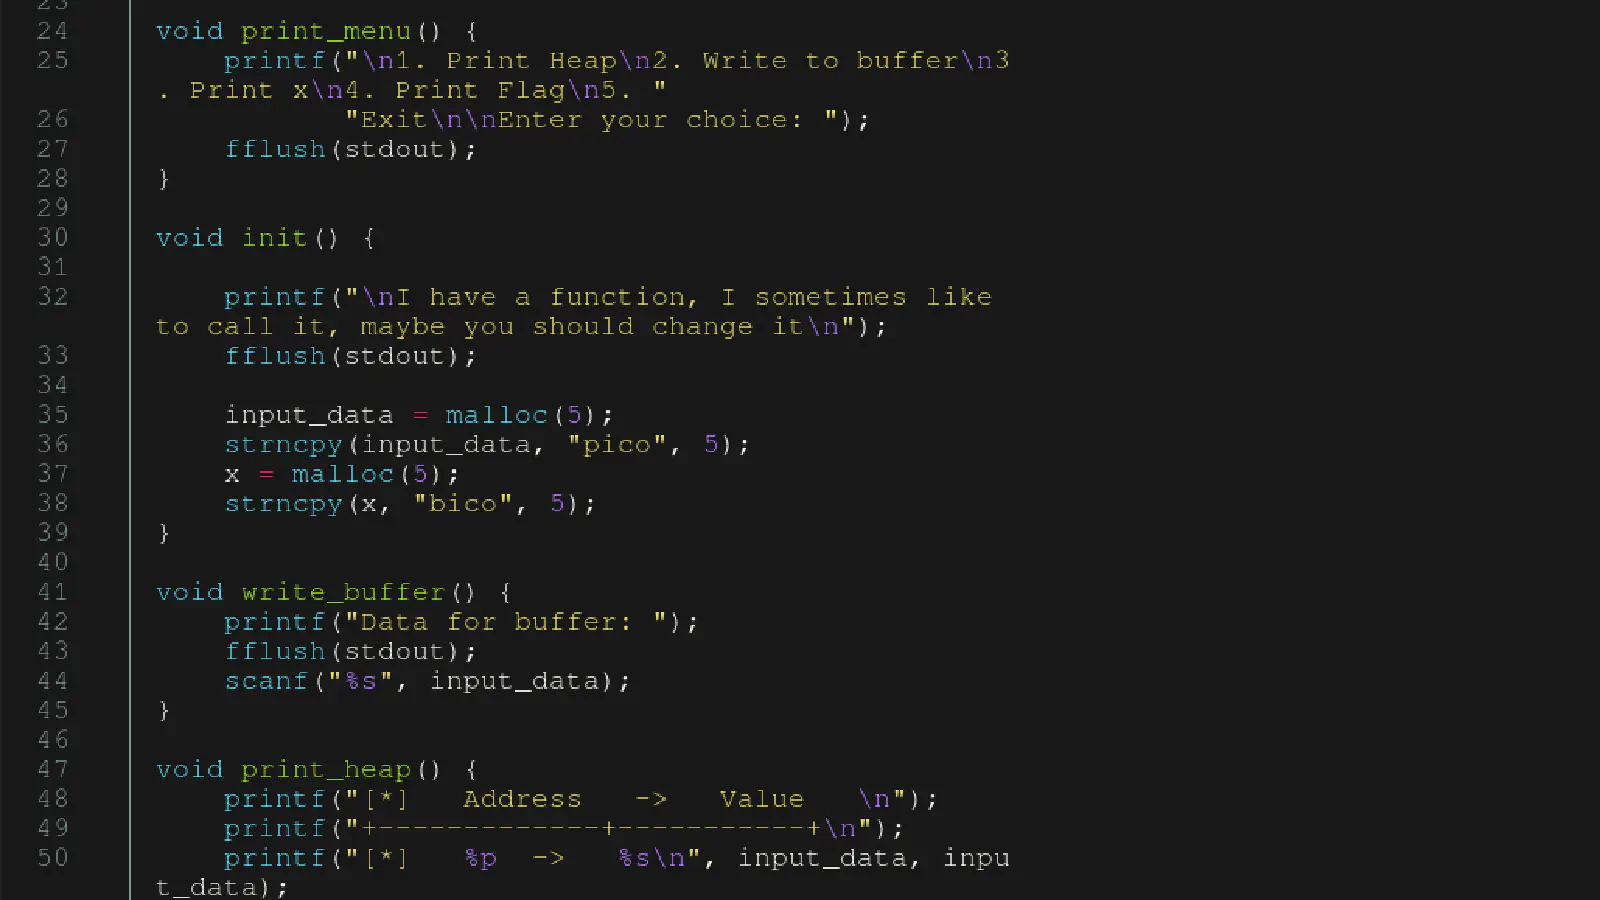 23
24 void print_menu() {
25 printf("\n1. Print Heap\n2. Write to buffer\n3
. Print x\n4. Print Flag\n5. "
26 "Exit\n\nEnter your choice: ");
27 fflush(stdout);
28 }
29
30 void init() {
31
32 printf("\nI have a function, I sometimes like
to call it, maybe you should change it\n");
33 fflush(stdout);
34
35 input_data = malloc(5);
36 strncpy(input_data, "pico", 5);
37 x = malloc(5);
38 strncpy(x, "bico", 5);
39 }
40
41 void write_buffer() {
42 printf("Data for buffer: ");
43 fflush(stdout);
44 scanf("%s", input_data);
45 }
46
47 void print_heap() {
48 printf("[*]   Address   ->   Value   \n");
49 printf("+-------------+-----------+\n");
50 printf("[*]   %p  ->   %s\n", input_data, inpu
t_data);